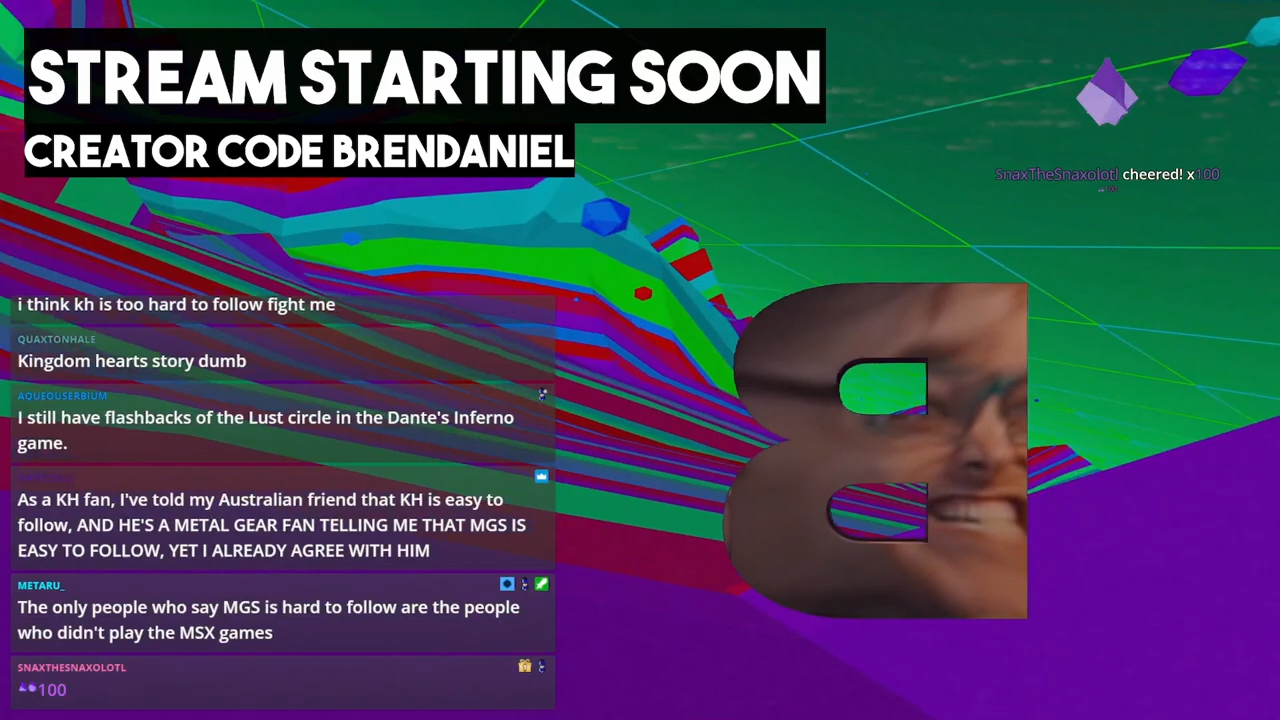 STREAM STARTING SOON
CREATOR CODE BRENDANIEL
SnaxTheSnaxolotl cheered! x100
i think kh is too hard to follow fight me
QUAXTONHALE
Kingdom hearts story dumb
AQUEOUSERBIUM
I still have flashbacks of the Lust circle in the Dante's Inferno
game.
As a KH fan, I've told my Australian friend that KH is easy to
follow, AND HE'S A METAL GEAR FAN TELLING ME THAT MGS IS
EASY TO FOLLOW, YET I ALREADY AGREE WITH HIM
METARU_
The only people who say MGS is hard to follow are the people
who didn't play the MSX games
SNAXTHESNAXOLOTL
100
B